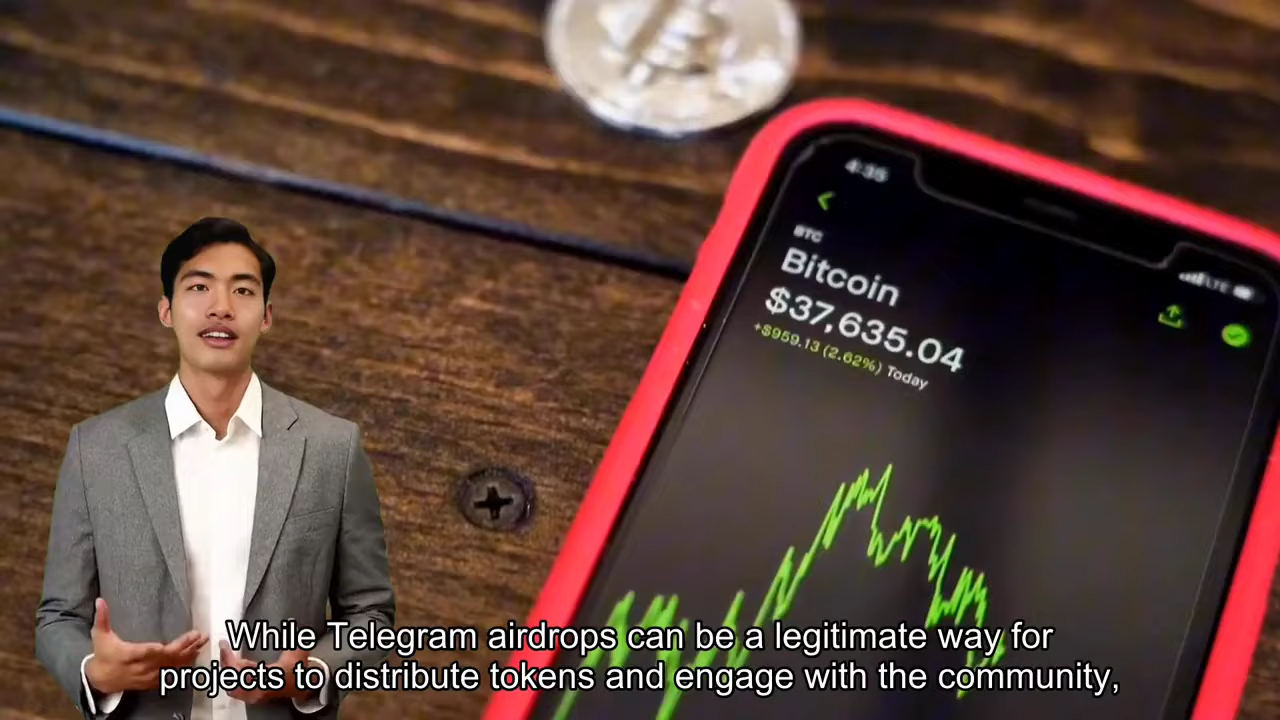 4:35
LTE
BTC
Bitcoin
$37,635.04
+$959.13 (2.62%) Today
While Telegram airdrops can be a legitimate way for
projects to distribute tokens and engage with the community,